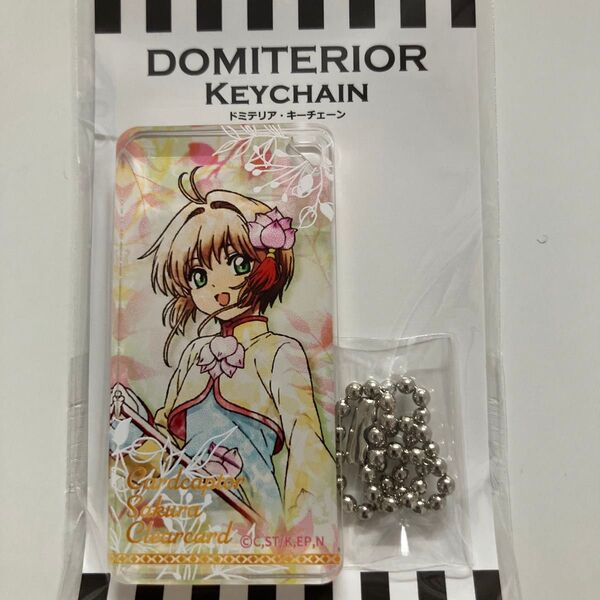 DOMITERIOR
KEYCHAIN
ドミテリア・キーチェーン
Cardcaptor
Sakura
Clearcard
©C,ST/K,EP,N